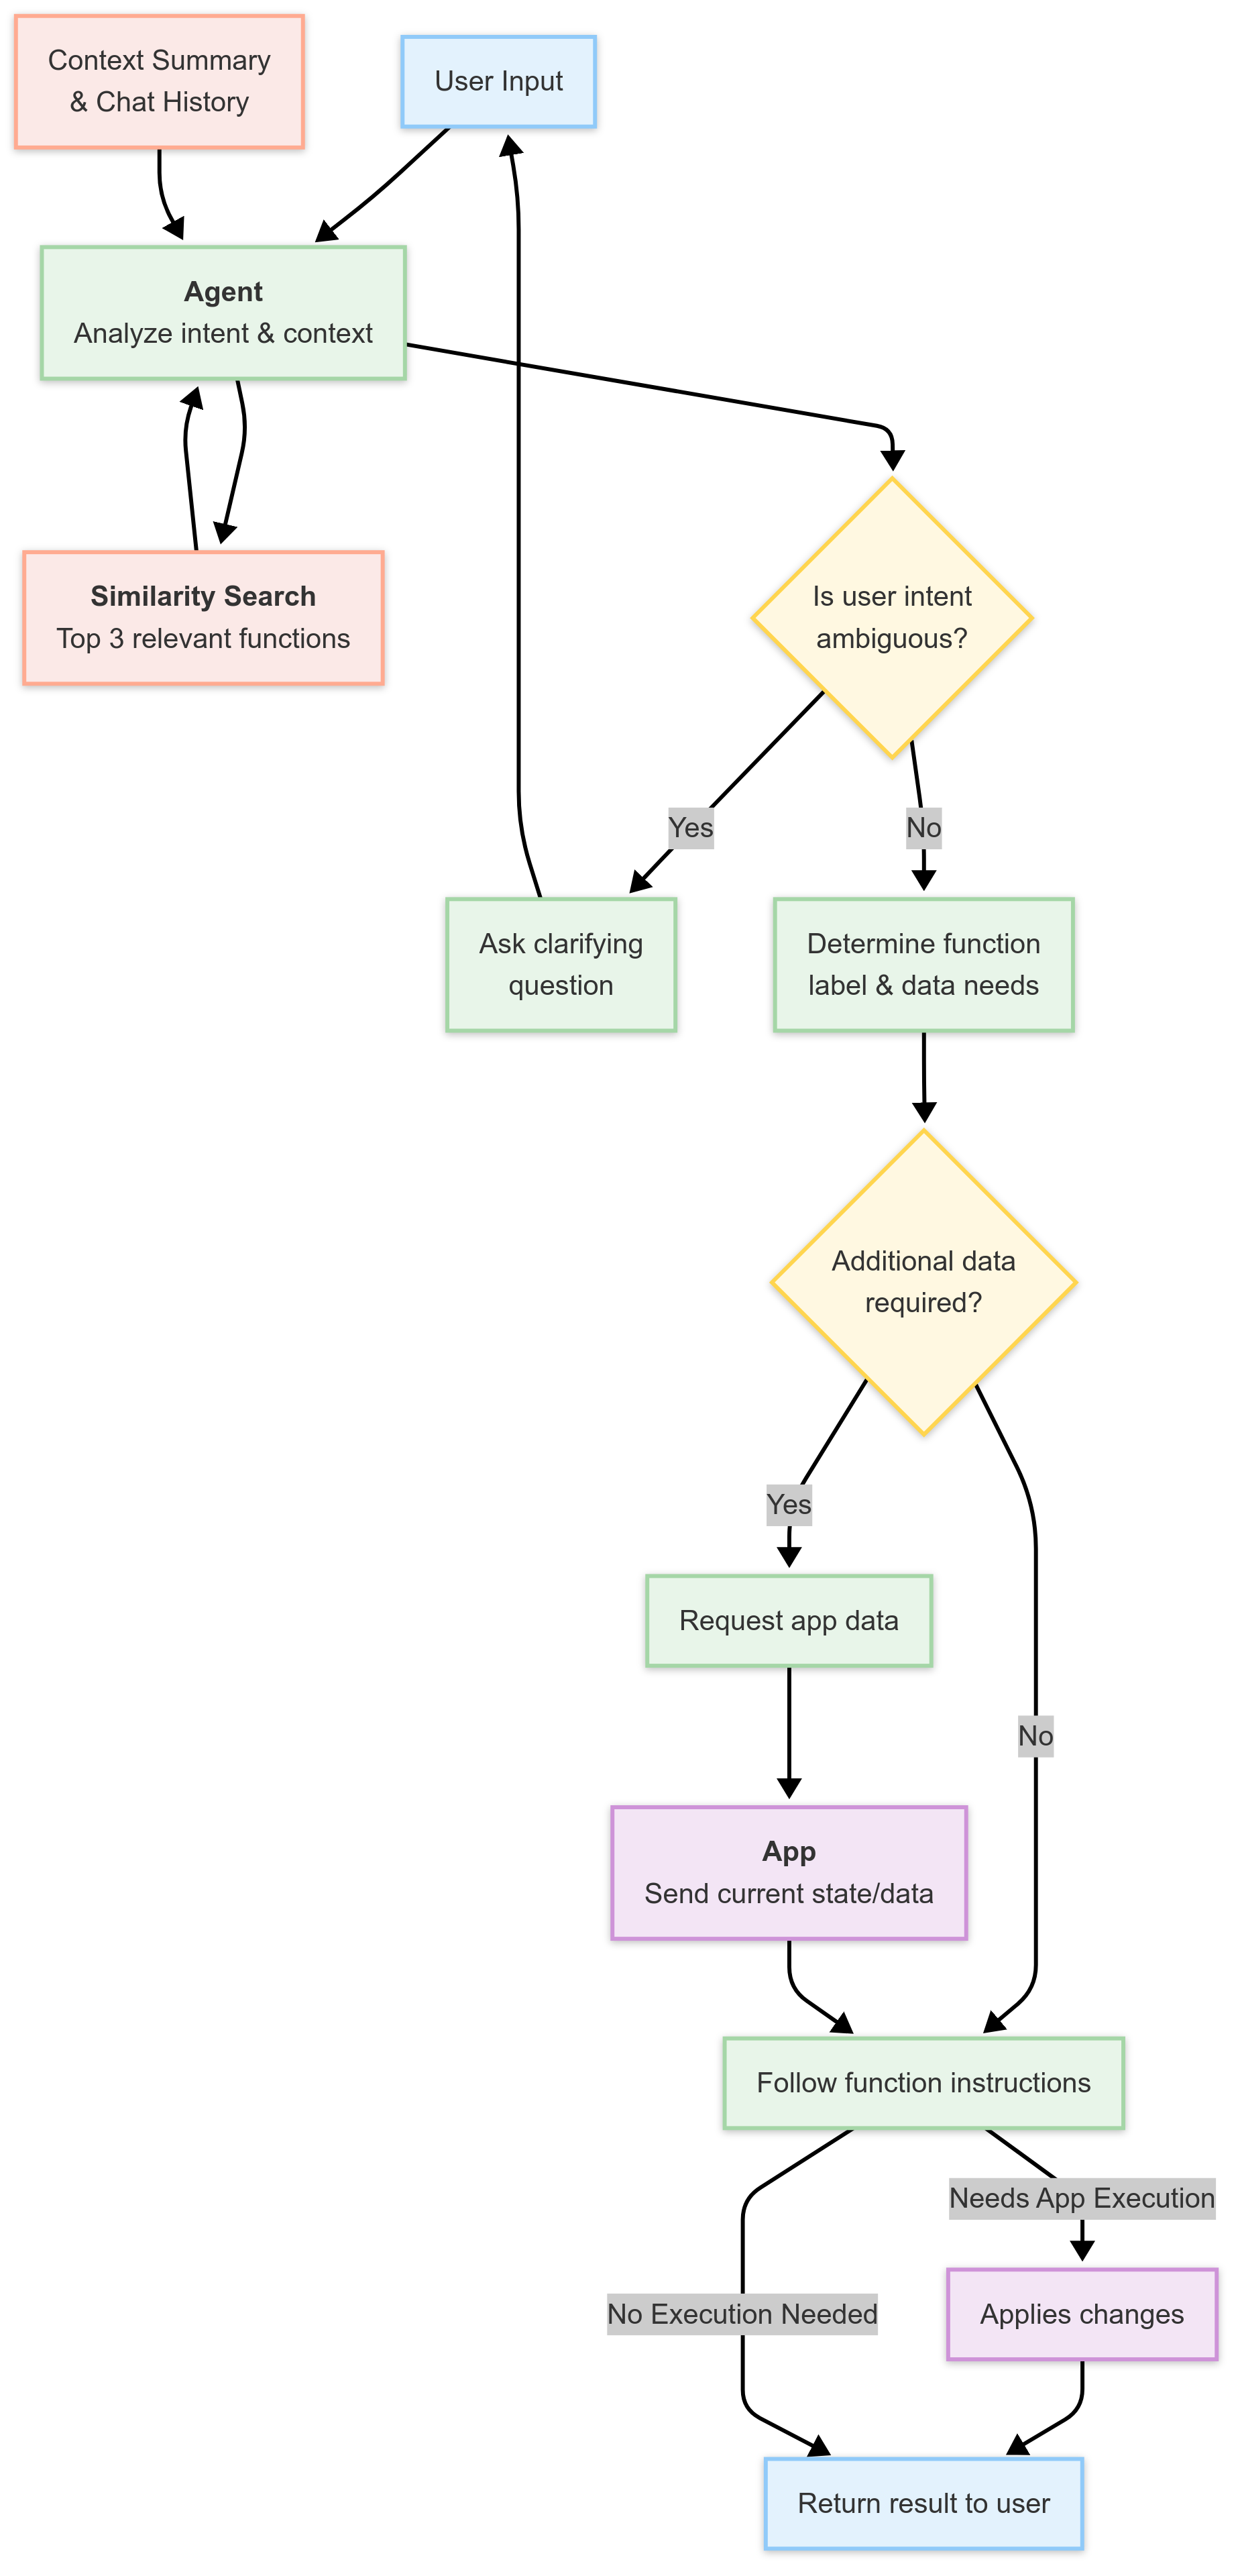 Context Summary
& Chat History
User Input
Agent
Analyze intent & context
Similarity Search
Top 3 relevant functions
Is user intent
ambiguous?
Yes
No
Ask clarifying
question
Determine function
label & data needs
Additional data
required?
Yes
Request app data
No
App
Send current state/data
Follow function instructions
Needs App Execution
No Execution Needed
Applies changes
Return result to user